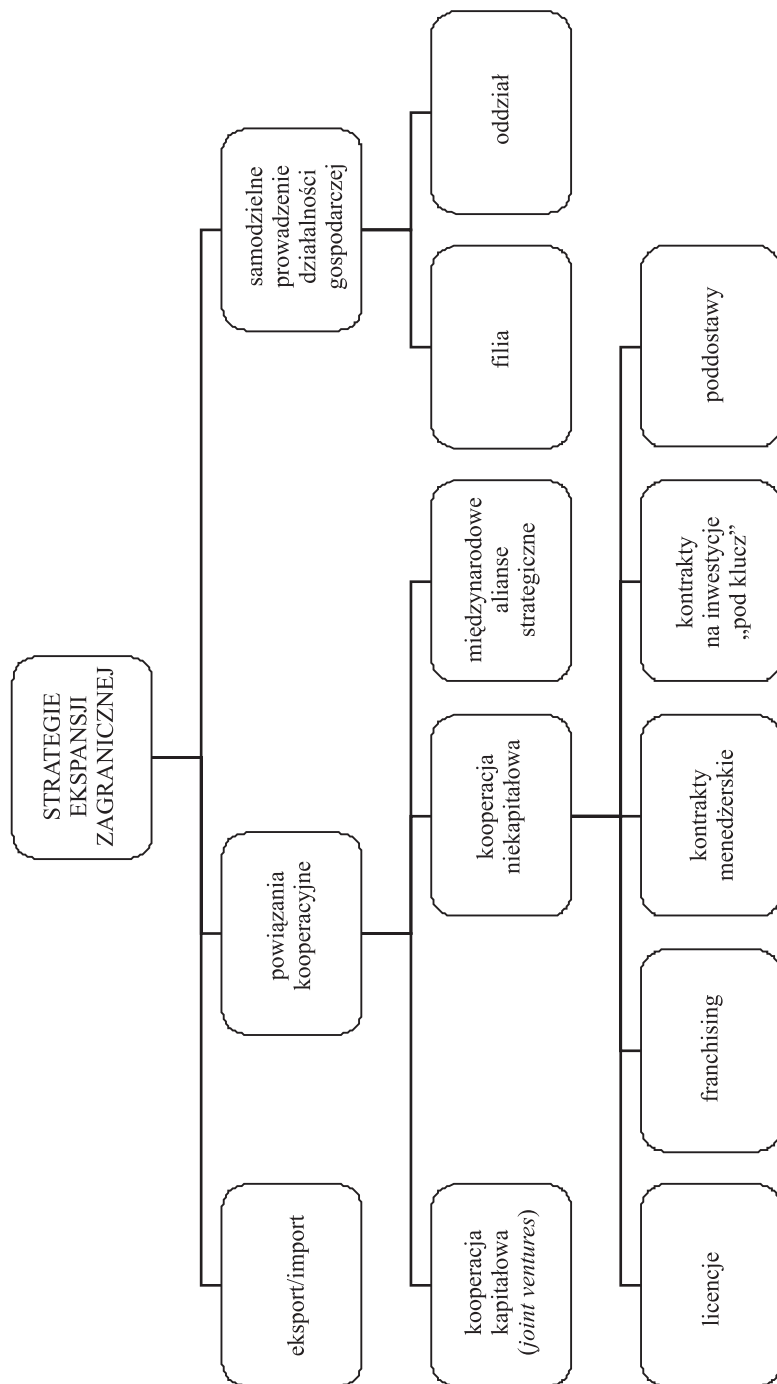 STRATEGIE
EKSPANSJI
ZAGRANICZNEJ
eksport/import
powiązania
kooperacyjne
samodzielne
prowadzenie
działalności
gospodarczej
kooperacja
kapitałowa
(joint ventures)
kooperacja
niekapitałowa
międzynarodowe
alianse
strategiczne
filia
oddział
licencje
franchising
kontrakty
menedżerskie
kontrakty
na inwestycje
„pod klucz”
poddostawy